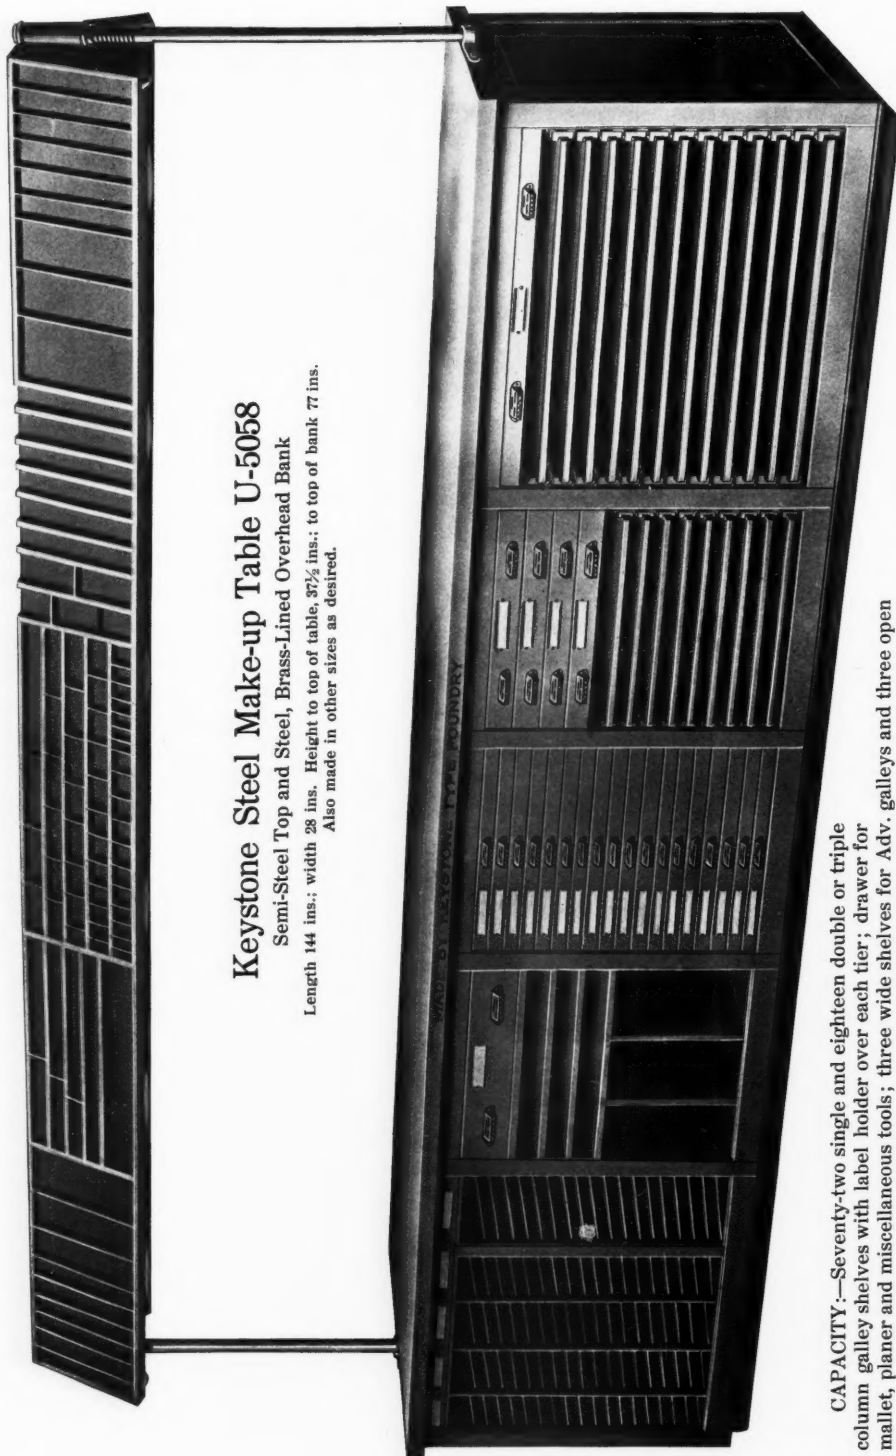 Keystone Steel Make-up Table U-5058
Semi-Steel Top and Steel, Brass-Lined Overhead Bank
Length 144 ins.; width 28 ins. Height to top of table, 37½ ins.; to top of bank 77 ins.
Also made in other sizes as desired.
MADE BY KEYSTONE TYPE FOUNDRY
CAPACITY:—Seventy-two single and eighteen double or triple
column galley shelves with label holder over each tier; drawer for
mallet, planer and miscellaneous tools; three wide shelves for Adv. galleys and three open